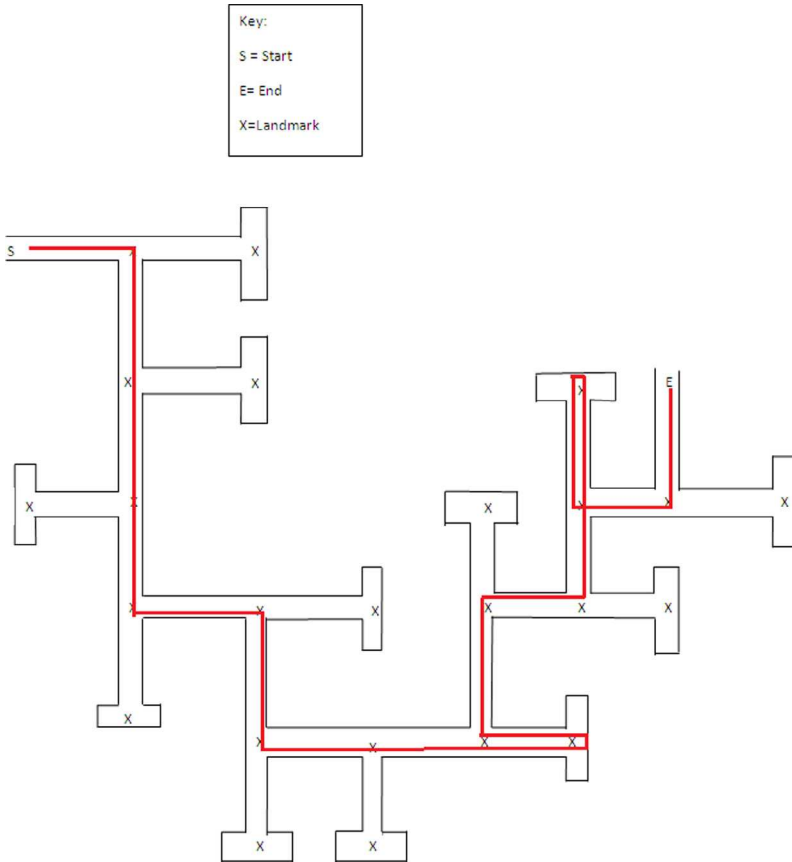 Key:
S = Start
E= End
X=Landmark
S X X
X X X E
X X X X X X
X X X X X X
X
X X X X
X X